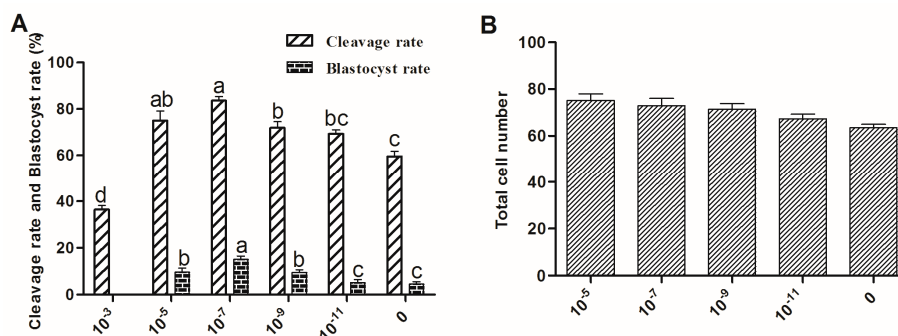 A
Cleavage rate
Blastocyst rate
Cleavage rate and Blastocyst rate (%)
100
80
60
40
20
0
d
ab
a
b
bc
c
b
a
b
c
c
10-3
10-5
10-7
10-9
10-11
0
B
Total cell number
100
80
60
40
20
0
10-5
10-7
10-9
10-11
0